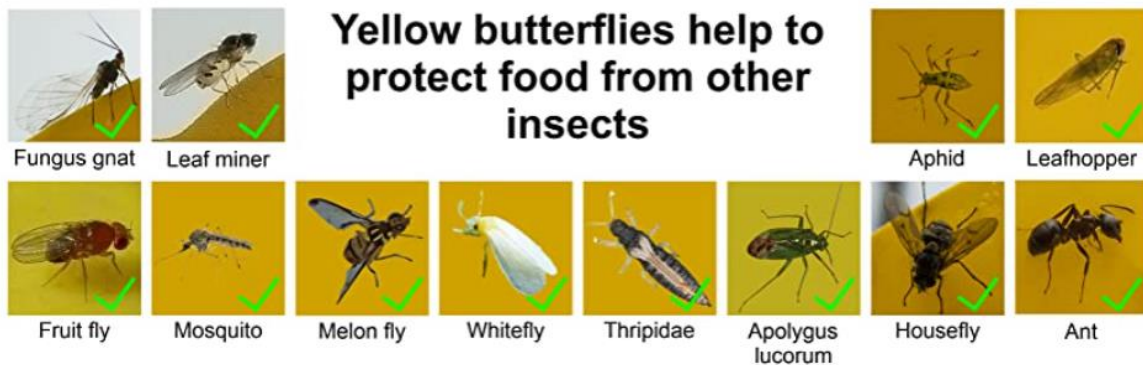 Yellow butterflies help to
protect food from other
insects
Fungus gnat
Leaf miner
Aphid
Leafhopper
Fruit fly
Mosquito
Melon fly
Whitefly
Thripidae
Apolygus
lucorum
Housefly
Ant